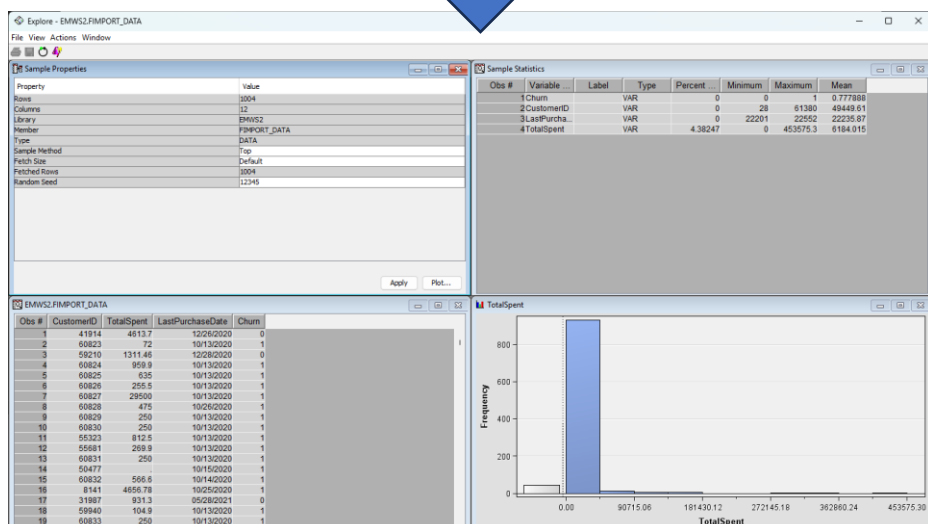 Explore - EMWS2.FIMPORT_DATA
File View Actions Window
Sample Properties
Property Value
Rows 1004
Columns 12
Library EMWS2
Member FIMPORT_DATA
Type DATA
Sample Method Top
Fetch Size Default
Fetched Rows 1004
Random Seed 12345
Apply Plot...
Sample Statistics
Obs # Variable ... Label Type Percent ... Minimum Maximum Mean
1 Churn VAR 0 0 1 0.777888
2 CustomerID VAR 0 28 61380 49449.61
3 LastPurcha... VAR 0 22201 22552 22235.87
4 TotalSpent VAR 4.38247 0 453575.3 6184.015
EMWS2.FIMPORT_DATA
Obs # CustomerID TotalSpent LastPurchaseDate Churn
1 41914 4613.7 12/26/2020 0
2 60823 72 10/13/2020 1
3 59210 1311.46 12/28/2020 0
4 60824 959.9 10/13/2020 1
5 60825 635 10/13/2020 1
6 60826 255.5 10/13/2020 1
7 60827 29500 10/13/2020 1
8 60828 475 10/26/2020 1
9 60829 250 10/13/2020 1
10 60830 250 10/13/2020 1
11 55323 812.5 10/13/2020 1
12 55681 269.9 10/13/2020 1
13 60831 250 10/13/2020 1
14 50477 . 10/15/2020 1
15 60832 566.6 10/14/2020 1
16 8141 4656.78 10/25/2020 1
17 31987 931.3 05/28/2021 0
18 59940 104.9 10/13/2020 1
19 60833 250 10/13/2020 1
TotalSpent
Frequency
800
600
400
200
0
0.00 90715.06 181430.12 272145.18 362860.24 453575.30
TotalSpent